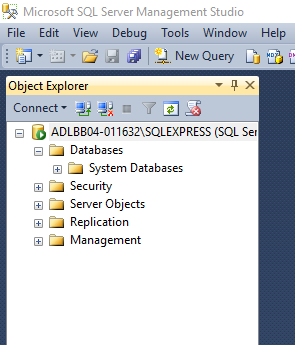 Microsoft SQL Server Management Studio
File Edit View Debug Tools Window
New Query
Object Explorer
Connect
ADLBB04-011632\SQLEXPRESS (SQL Ser
Databases
System Databases
Security
Server Objects
Replication
Management